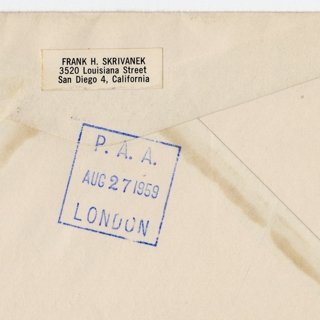 FRANK H. SKRIVANEK
3520 Louisiana Street
San Diego 4, California
P. A. A.
AUG 27 1959
LONDON